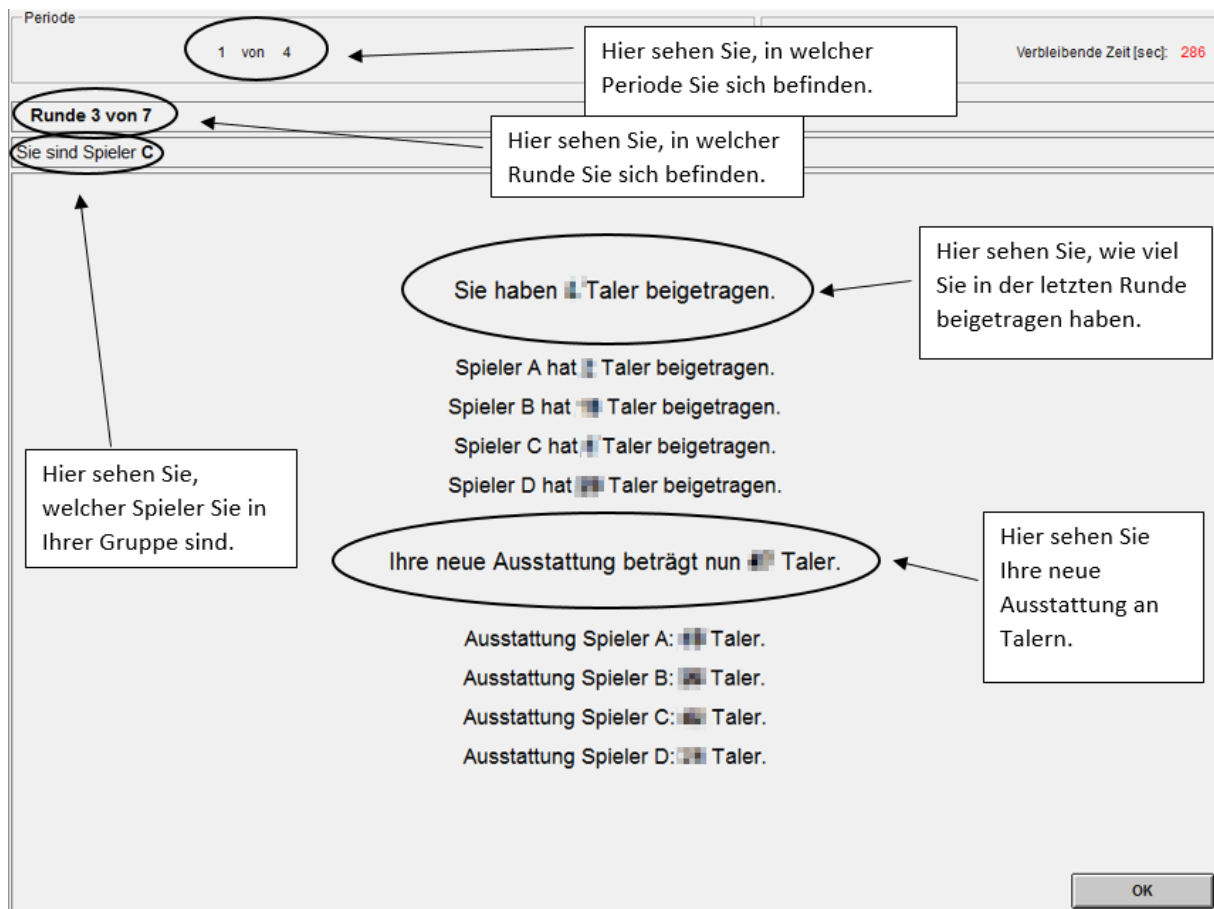 Periode
1 von 4
Verbleibende Zeit [sec]: 286
Hier sehen Sie, in welcher
Periode Sie sich befinden.
Runde 3 von 7
Hier sehen Sie, in welcher
Runde Sie sich befinden.
Sie sind Spieler C
Sie haben Taler beigetragen.
Hier sehen Sie, wie viel
Sie in der letzten Runde
beigetragen haben.
Spieler A hat Taler beigetragen.
Spieler B hat Taler beigetragen.
Spieler C hat Taler beigetragen.
Spieler D hat Taler beigetragen.
Hier sehen Sie,
welcher Spieler Sie in
Ihrer Gruppe sind.
Ihre neue Ausstattung beträgt nun Taler.
Hier sehen Sie
Ihre neue
Ausstattung an
Talern.
Ausstattung Spieler A: Taler.
Ausstattung Spieler B: Taler.
Ausstattung Spieler C: Taler.
Ausstattung Spieler D: Taler.
OK